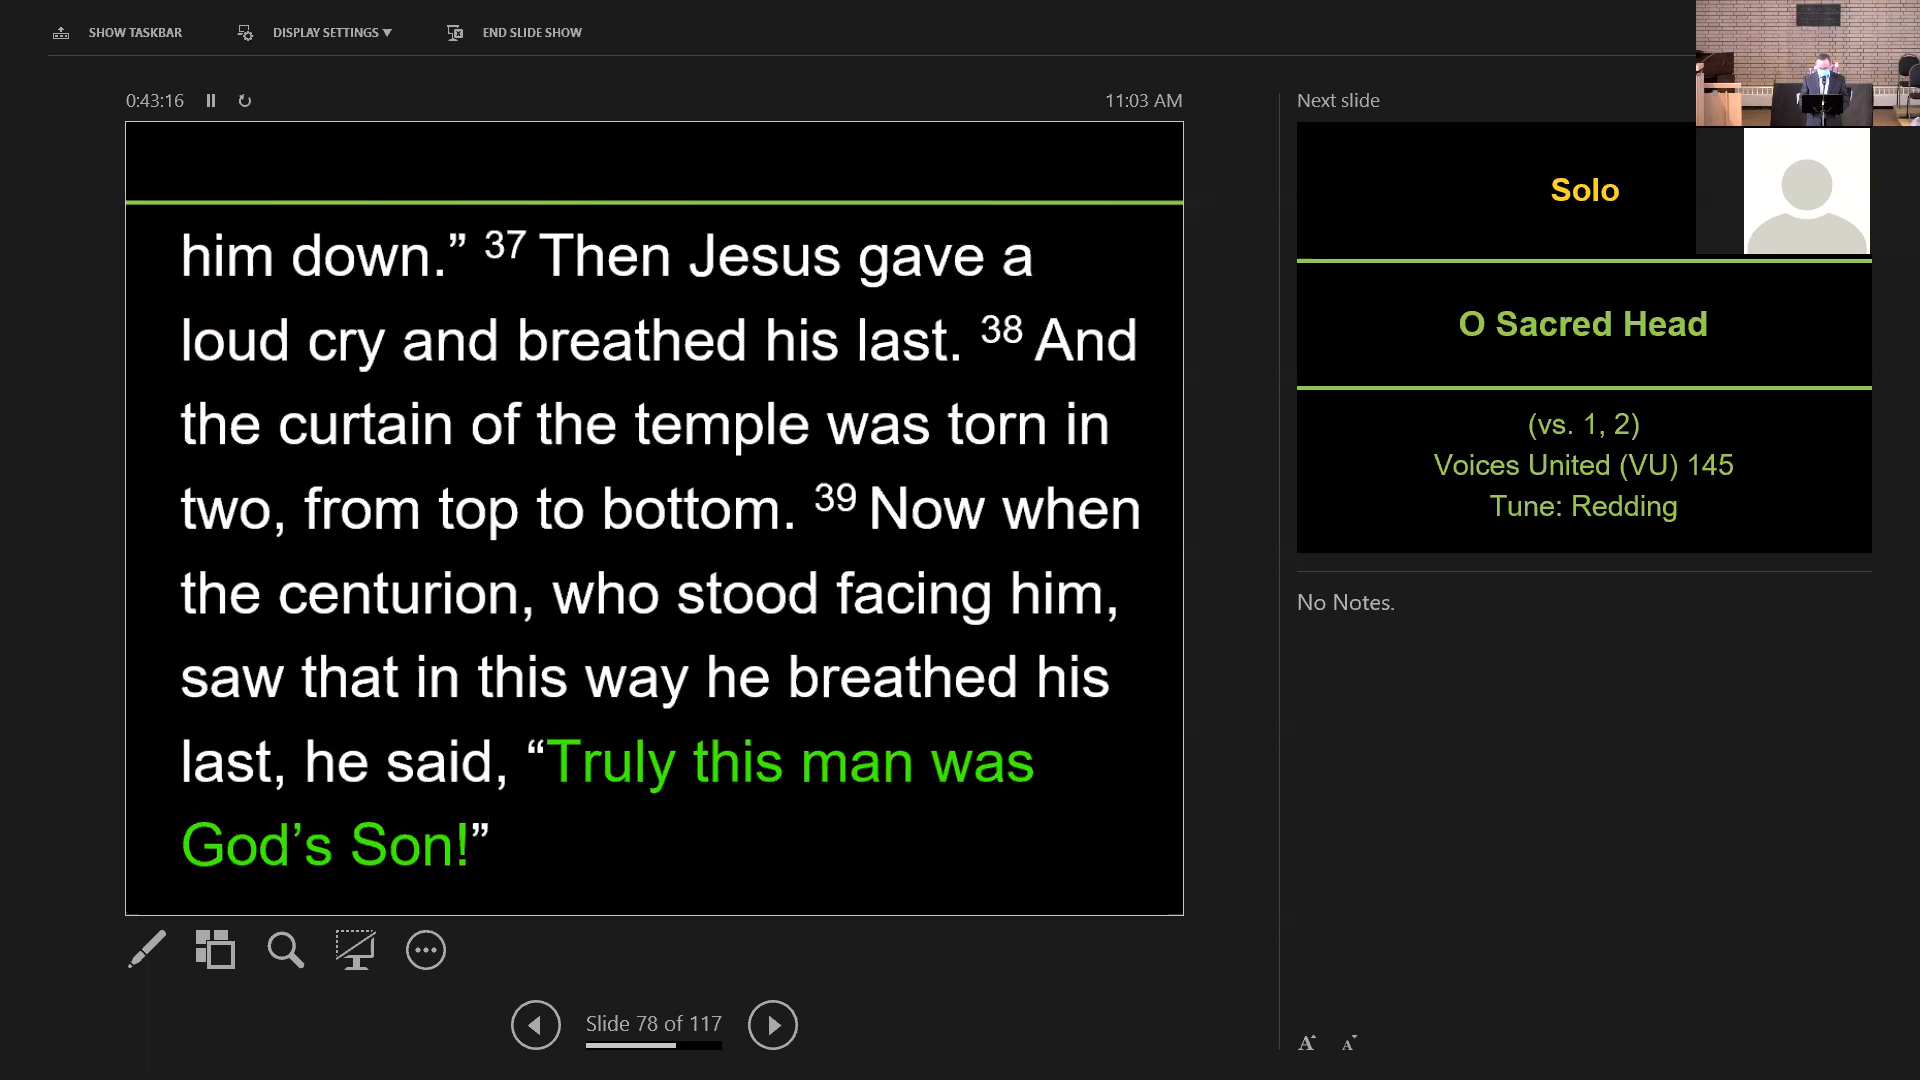 SHOW TASKBAR
DISPLAY SETTINGS ▼
END SLIDE SHOW
0:43:16
11:03 AM
him down.” 37 Then Jesus gave a
loud cry and breathed his last. 38 And
the curtain of the temple was torn in
two, from top to bottom. 39 Now when
the centurion, who stood facing him,
saw that in this way he breathed his
last, he said, “Truly this man was
God’s Son!”
Slide 78 of 117
Next slide
Solo
O Sacred Head
(vs. 1, 2)
Voices United (VU) 145
Tune: Redding
No Notes.
A A